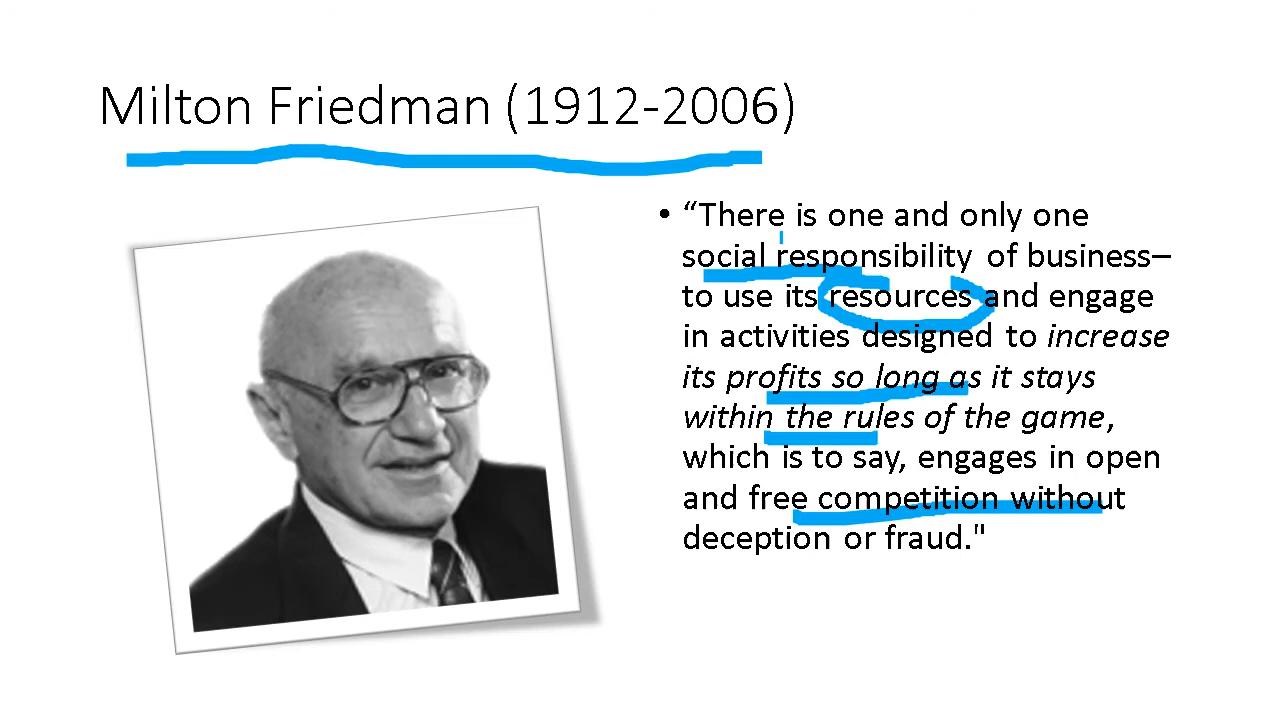 Milton Friedman (1912-2006)
• “There is one and only one
social responsibility of business–
to use its resources and engage
in activities designed to increase
its profits so long as it stays
within the rules of the game,
which is to say, engages in open
and free competition without
deception or fraud."